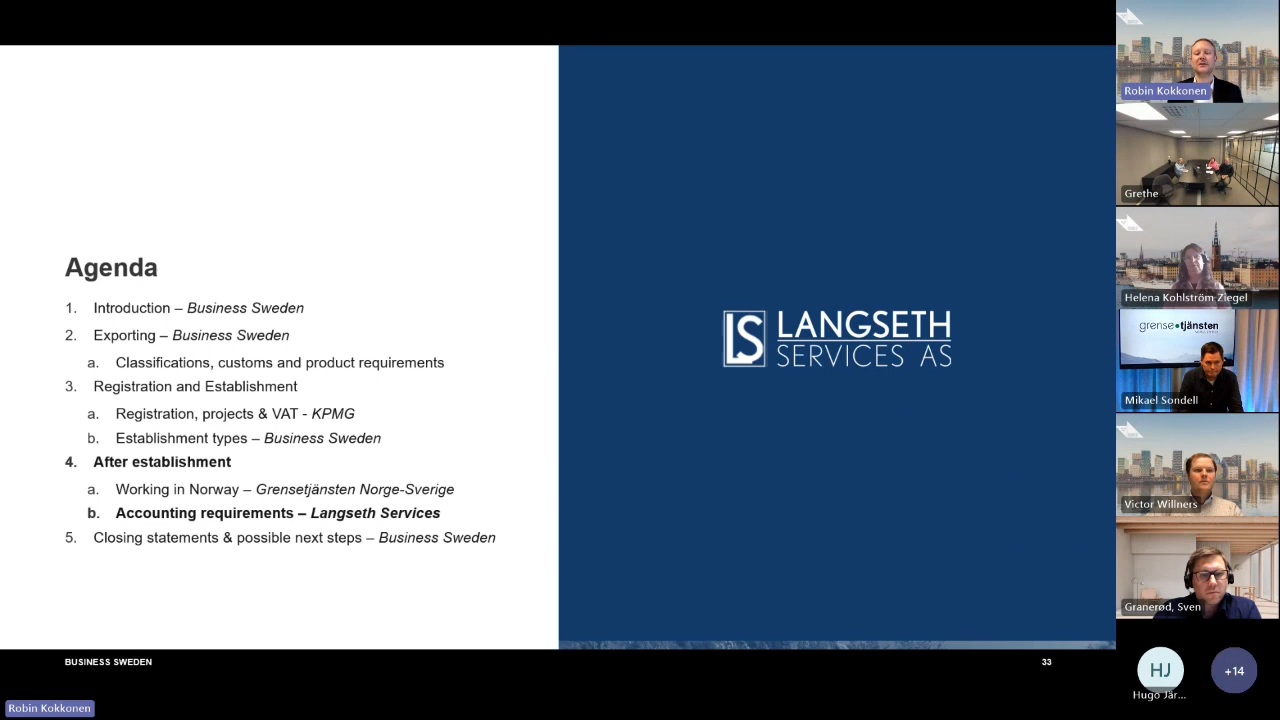 Agenda
1. Introduction – Business Sweden
2. Exporting – Business Sweden
a. Classifications, customs and product requirements
3. Registration and Establishment
a. Registration, projects & VAT - KPMG
b. Establishment types – Business Sweden
4. After establishment
a. Working in Norway – Grensetjänsten Norge-Sverige
b. Accounting requirements – Langseth Services
5. Closing statements & possible next steps – Business Sweden
BUSINESS SWEDEN
33
LS
LANGSETH
SERVICES AS
Robin Kokkonen
Grethe
Helena Kohlström Ziegel
grense•tjänsten
Mikael Sondell
Victor Willners
Granerød, Sven
HJ
Hugo Jär...
+14
Robin Kokkonen